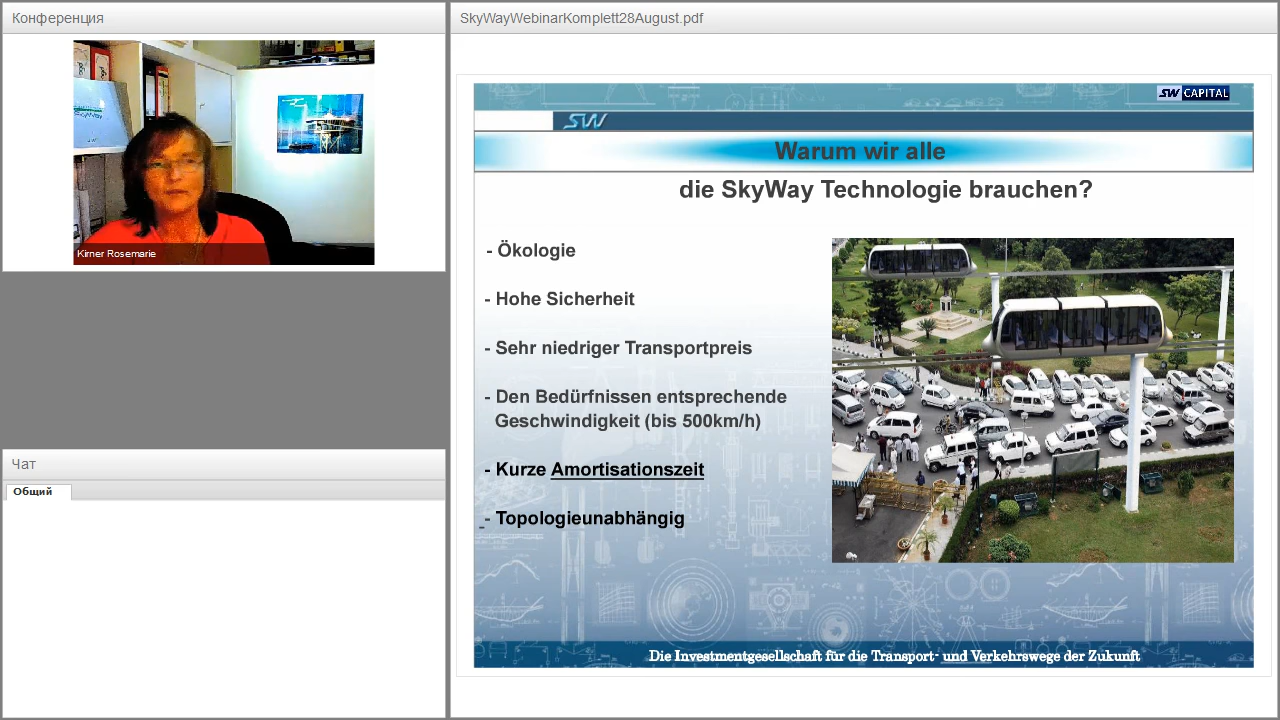 Конференция
Kirner Rosemarie
Чат
Общий
SkyWayWebinarKomplett28August.pdf
SW CAPITAL
SW
Warum wir alle
die SkyWay Technologie brauchen?
- Ökologie
- Hohe Sicherheit
- Sehr niedriger Transportpreis
- Den Bedürfnissen entsprechende
Geschwindigkeit (bis 500km/h)
- Kurze Amortisationszeit
- Topologieunabhängig
Die Investmentgesellschaft für die Transport- und Verkehrswege der Zukunft